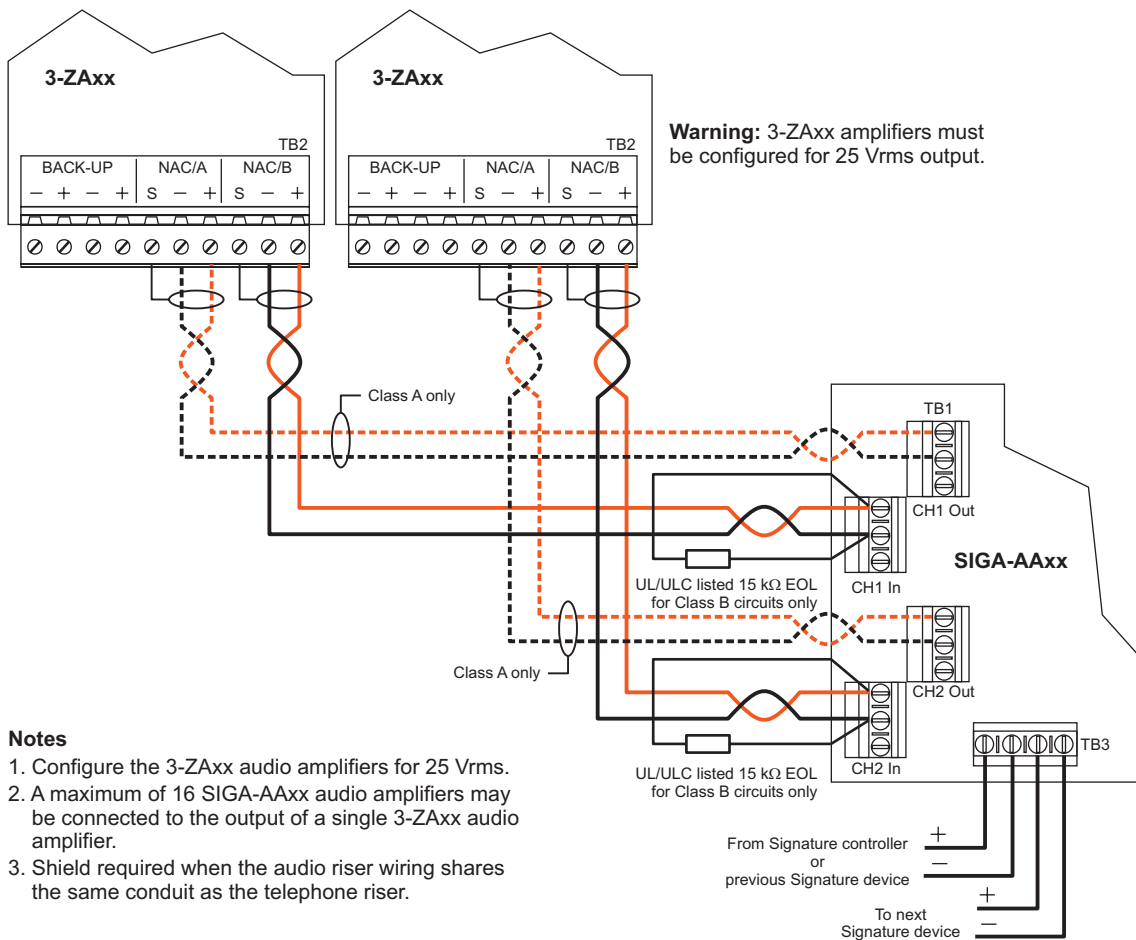 3-ZAxx
TB2
BACK-UP NAC/A NAC/B
− + − + S − + S − +
3-ZAxx
TB2
BACK-UP NAC/A NAC/B
− + − + S − + S − +
Warning: 3-ZAxx amplifiers must
be configured for 25 Vrms output.
Class A only
TB1
CH1 Out
SIGA-AAxx
CH1 In
UL/ULC listed 15 kΩ EOL
for Class B circuits only
Class A only
CH2 Out
CH2 In
UL/ULC listed 15 kΩ EOL
for Class B circuits only
TB3
Notes
1. Configure the 3-ZAxx audio amplifiers for 25 Vrms.
2. A maximum of 16 SIGA-AAxx audio amplifiers may
be connected to the output of a single 3-ZAxx audio
amplifier.
3. Shield required when the audio riser wiring shares
the same conduit as the telephone riser.
From Signature controller
or
previous Signature device
+
−
To next
Signature device
+
−